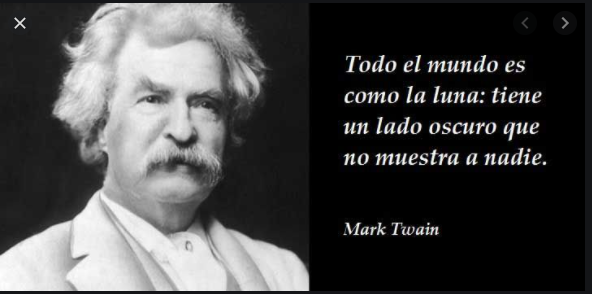 Todo el mundo es
como la luna: tiene
un lado oscuro que
no muestra a nadie.
Mark Twain